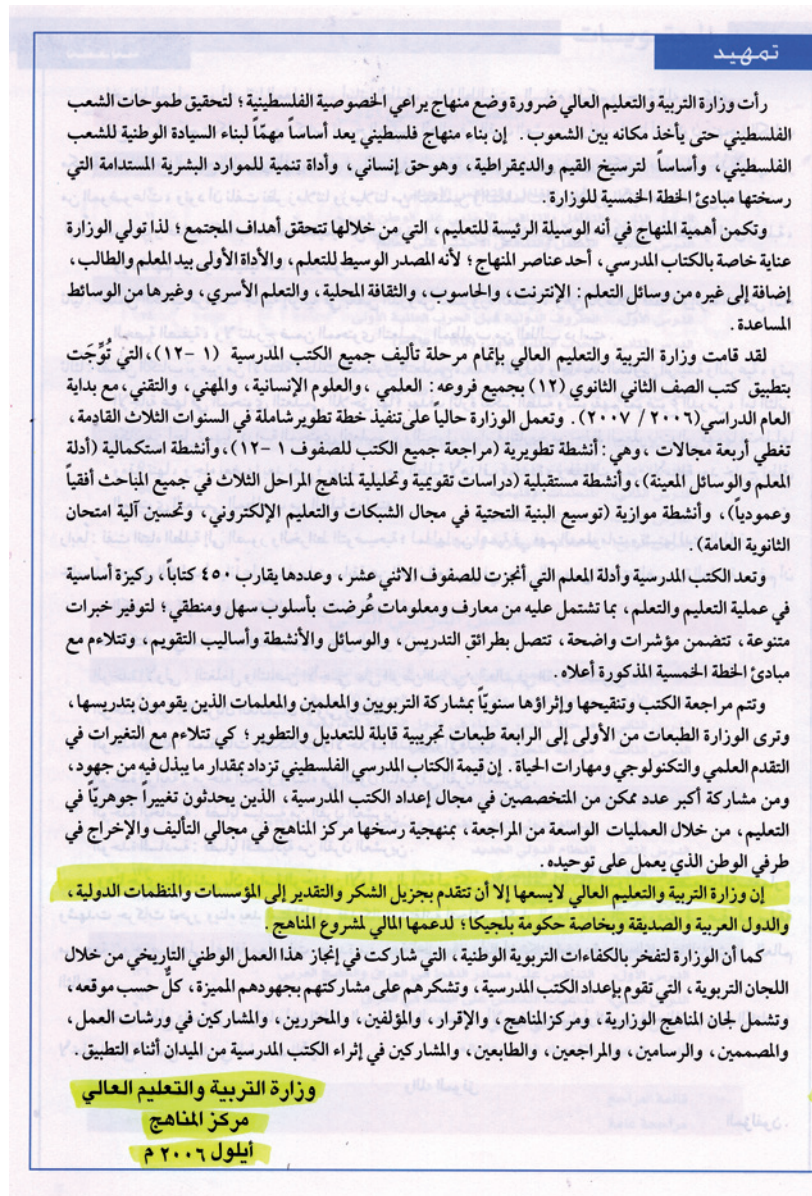 تمهيد
رأت وزارة التربية والتعليم العالي ضرورة وضع منهاج يراعي الخصوصية الفلسطينية ؛ لتحقيق طموحات الشعب
الفلسطيني حتى يأخذ مكانه بين الشعوب . إن بناء منهاج فلسطيني يعد أساساً مهمّاً لبناء السيادة الوطنية للشعب
الفلسطيني ، وأساساً لترسيخ القيم والديمقراطية ، وهوحق إنساني ، وأداة تنمية للموارد البشرية المستدامة التي
رسختها مبادئ الخطة الخمسية للوزارة .
وتكمن أهمية المنهاج في أنه الوسيلة الرئيسة للتعليم ، التي من خلالها تتحقق أهداف المجتمع ؛ لذا تولي الوزارة
عناية خاصة بالكتاب المدرسي ، أحد عناصر المنهاج ؛ لأنه المصدر الوسيط للتعليم ، والأداة الأولى بيد المعلم والطالب ،
إضافة إلى غيره من وسائل التعلم : الإنترنت ، والحاسوب ، والثقافة المحلية ، والتعلم الأسري ، وغيرها من الوسائط
المساعدة .
لقد قامت وزارة التربية والتعليم العالي بإتمام مرحلة تأليف جميع الكتب المدرسية (١ -١٢) ، التي تُوّجَت
بتطبيق كتب الصف الثاني الثانوي (١٢) بجميع فروعه : العلمي ، والعلوم الإنسانية ، والمهني ، والتقني ، مع بداية
العام الدراسي (٢٠٠٦ / ٢٠٠٧) . وتعمل الوزارة حالياً على تنفيذ خطة تطوير شاملة في السنوات الثلاث القادمة ،
تغطي أربعة مجالات ، وهي : أنشطة تطويرية (مراجعة جميع الكتب للصفوف ١ -١٢) ، وأنشطة استكمالية (أدلة
المعلم والوسائل المعينة) ، وأنشطة مستقبلية (دراسات تقويمية وتحليلية لمناهج المراحل الثلاث في جميع المباحث أفقياً
وعمودياً) ، وأنشطة موازية (توسيع البنية التحتية في مجال الشبكات والتعليم الإلكتروني ، وتحسين آلية امتحان
الثانوية العامة) .
وتعد الكتب المدرسية وأدلة المعلم التي أنجزت للصفوف الاثني عشر ، وعددها يقارب ٤٥٠ كتاباً ، ركيزة أساسية
في عملية التعليم والتعلم ، بما تشتمل عليه من معارف ومعلومات عُرضت بأسلوب سهل ومنطقي ؛ لتوفير خبرات
متنوعة ، تتضمن مؤشرات واضحة ، تتصل بطرائق التدريس ، والوسائل والأنشطة وأساليب التقويم ، وتتلاءم مع
مبادئ الخطة الخمسية المذكورة أعلاه .
وتتم مراجعة الكتب وتنقيحها وإثراؤها سنويّاً بمشاركة التربويين والمعلمين والمعلمات الذين يقومون بتدريسها ،
وترى الوزارة الطبعات من الأولى إلى الرابعة طبعات تجريبية قابلة للتعديل والتطوير ؛ كي تتلاءم مع التغيرات في
التقدم العلمي والتكنولوجي ومهارات الحياة . إن قيمة الكتاب المدرسي الفلسطيني تزداد بمقدار ما يبذل فيه من جهود ،
ومن مشاركة أكبر عدد ممكن من المتخصصين في مجال إعداد الكتب المدرسية ، الذين يحدثون تغييراً جوهريّاً في
التعليم ، من خلال العمليات الواسعة من المراجعة ، بمنهجية رسخها مركز المناهج في مجالي التأليف والإخراج في
طرفي الوطن الذي يعمل على توحيده .
إن وزارة التربية والتعليم العالي لايسعها إلا أن تتقدم بجزيل الشكر والتقدير إلى المؤسسات والمنظمات الدولية ،
والدول العربية والصديقة وبخاصة حكومة بلجيكا ؛ لدعمها المالي لمشروع المناهج .
كما أن الوزارة لتفخر بالكفاءات التربوية الوطنية ، التي شاركت في إنجاز هذا العمل الوطني التاريخي من خلال
اللجان التربوية ، التي تقوم بإعداد الكتب المدرسية ، وتشكرهم على مشاركتهم بجهودهم المميزة ، كلٌّ حسب موقعه ،
وتشمل لجان المناهج الوزارية ، ومركز المناهج ، والإقرار ، والمؤلفين ، والمحررين ، والمشاركين في ورشات العمل ،
والمصممين ، والرسامين ، والمراجعين ، والطابعين ، والمشاركين في إثراء الكتب المدرسية من الميدان أثناء التطبيق .
وزارة التربية والتعليم العالي
مركز المناهج
أيلول ٢٠٠٦ م